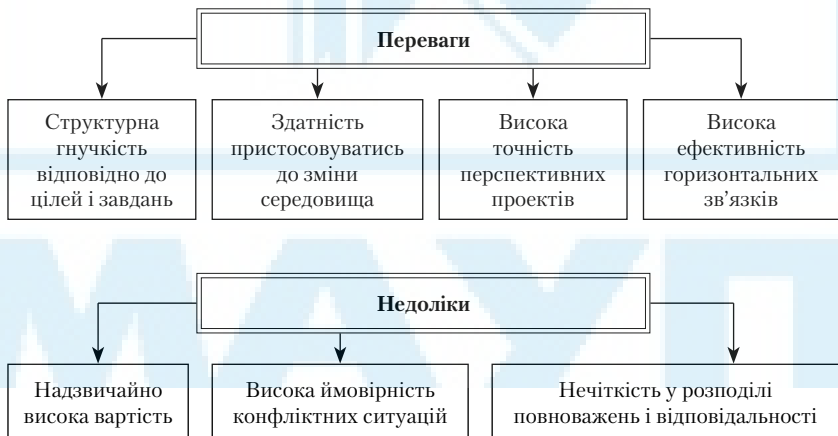 Переваги
Структурна
гнучкість
відповідно до
цілей і завдань
Здатність
пристосовуватись
до зміни
середовища
Висока
точність
перспективних
проектів
Висока
ефективність
горизонтальних
зв’язків
МАУП
Недоліки
Надзвичайно
висока вартість
Висока ймовірність
конфліктних ситуацій
Нечіткість у розподілі
повноважень і відповідальності